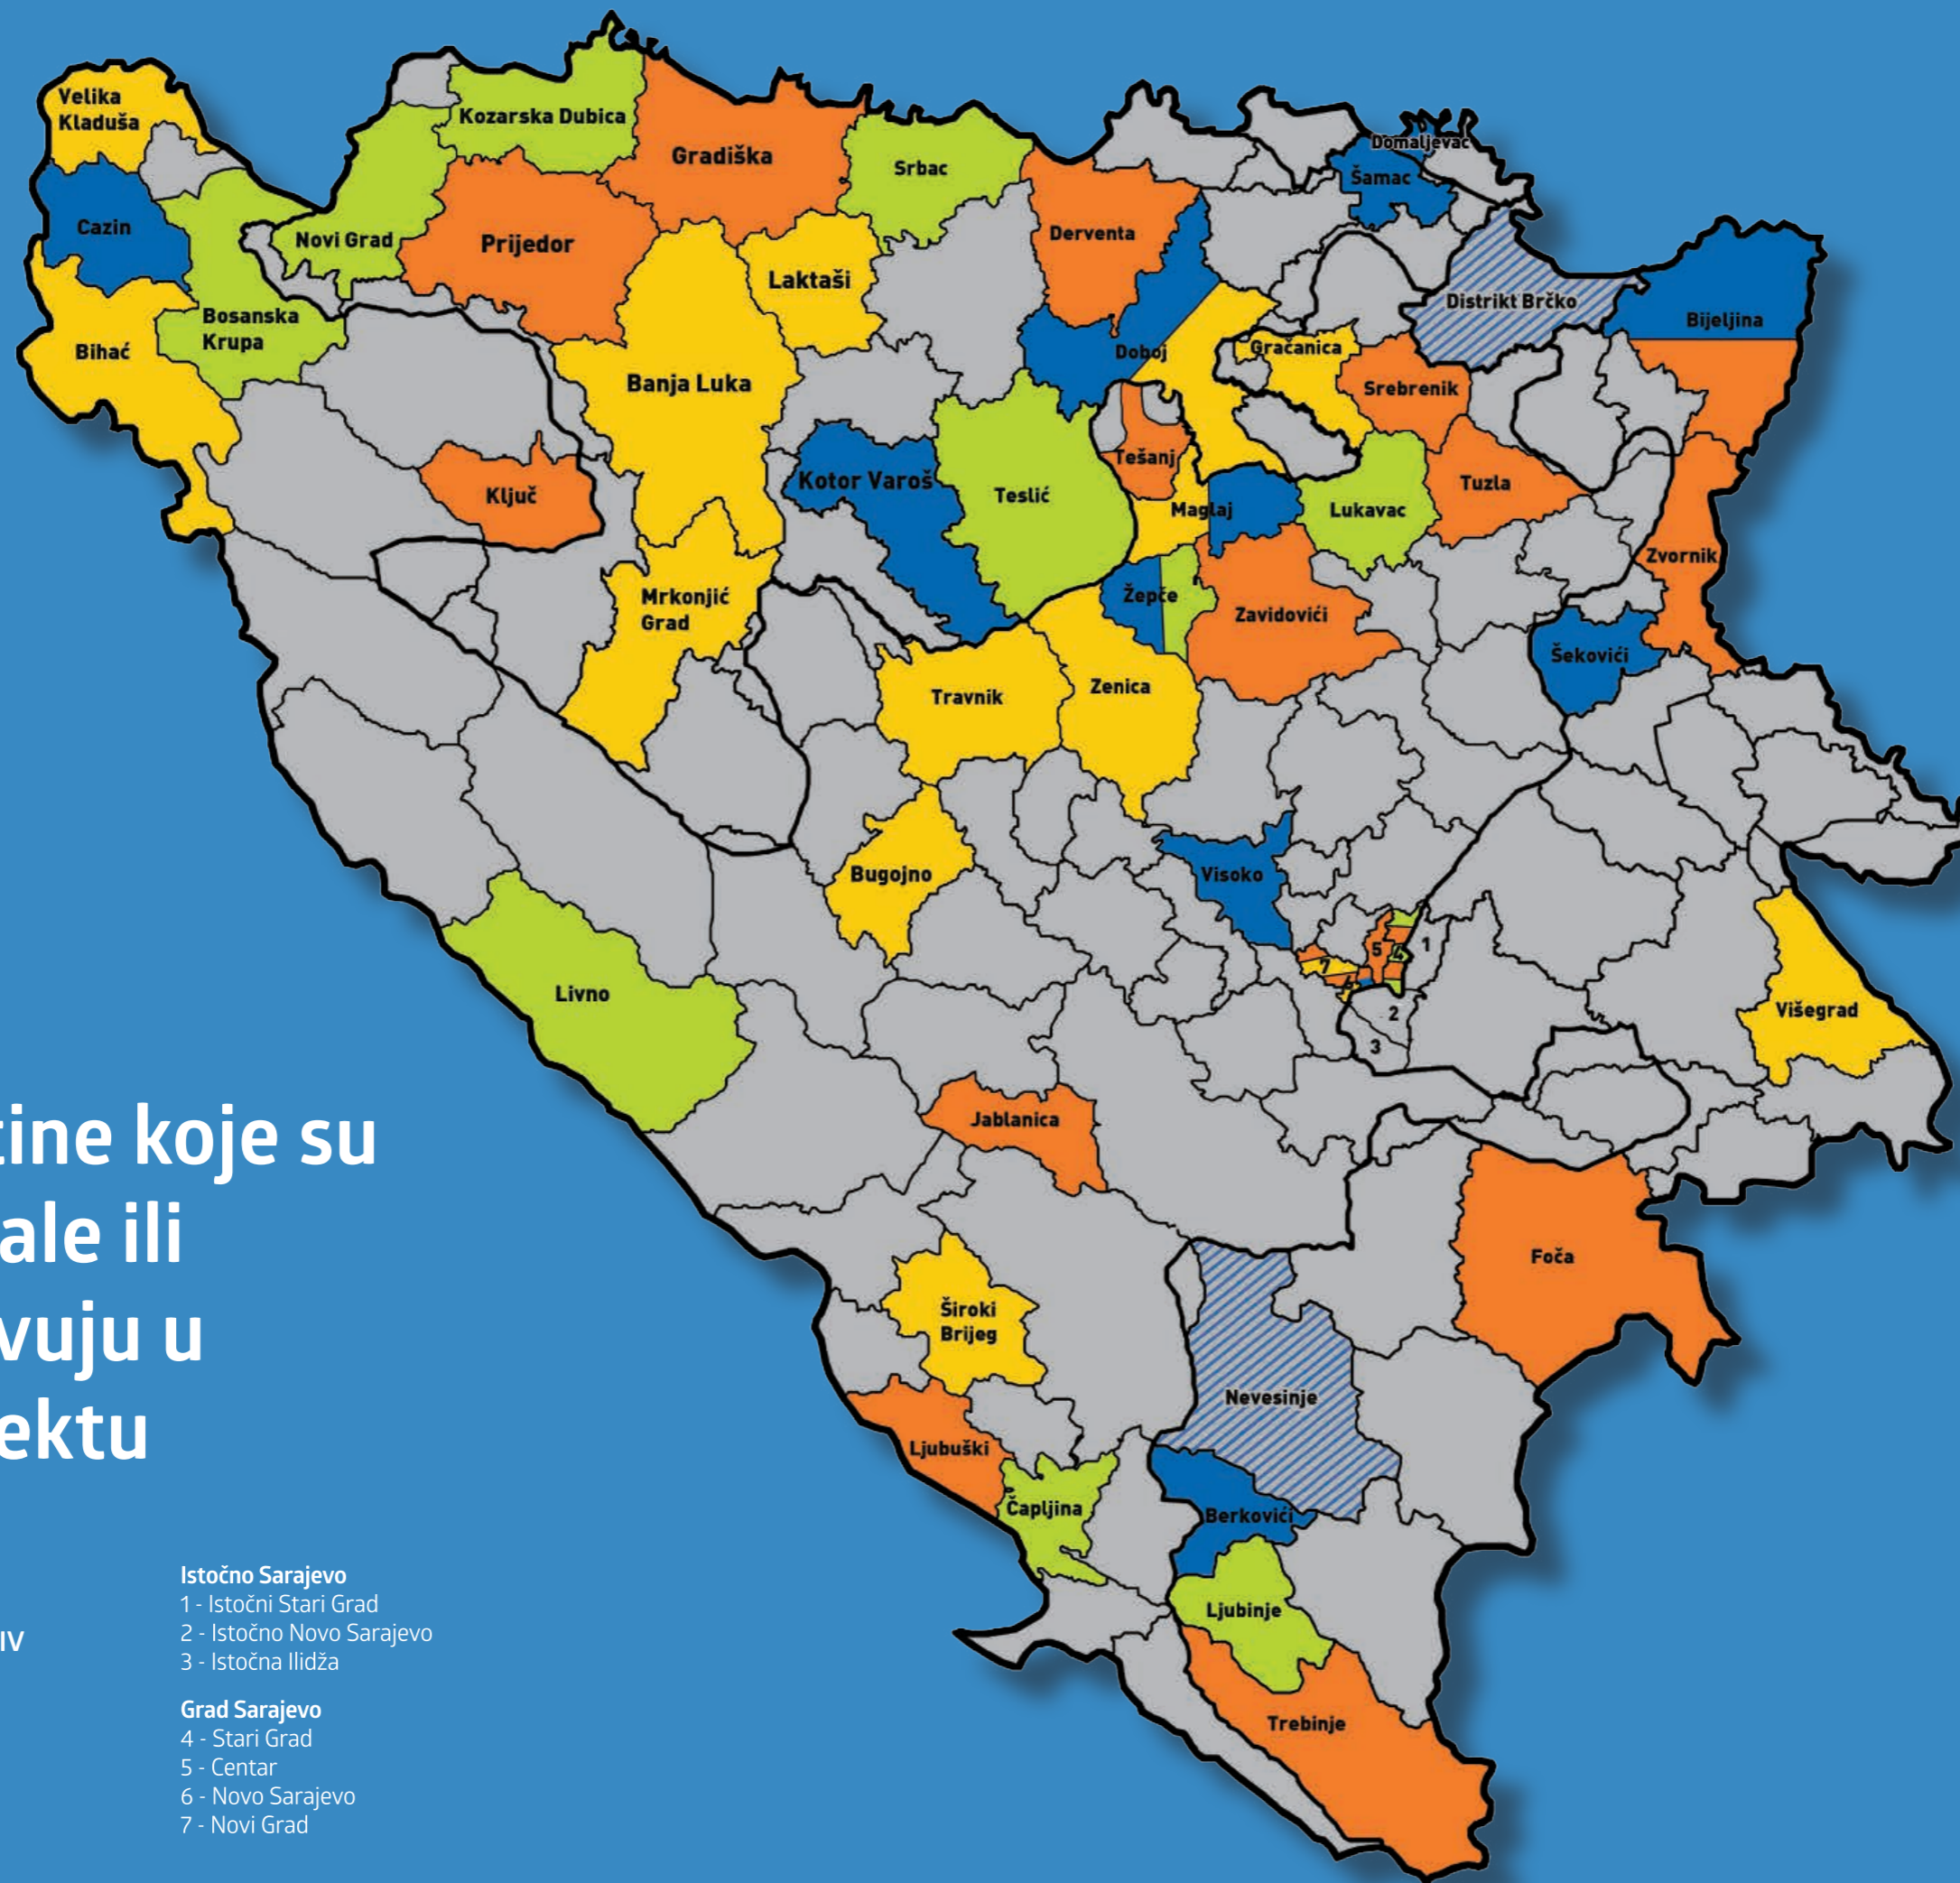 Velika
Kladuša
Cazin
Bihać
Bosanska
Krupa
Novi Grad
Kozarska Dubica
Prijedor
Gradiška
Srbac
Laktaši
Banja Luka
Ključ
Mrkonjić
Grad
Kotor Varoš
Teslić
Derventa
Doboj
Domaljevac
Šamac
Distrikt Brčko
Bijeljina
Gračanica
Srebrenik
Tešanj
Maglaj
Lukavac
Tuzla
Zvornik
Žepče
Zavidovići
Šekovići
Travnik
Zenica
Bugojno
Visoko
Livno
Jablanica
Višegrad
Foča
Široki
Brijeg
Nevesinje
Ljubuški
Čapljina
Berkovići
Ljubinje
Trebinje
1
2
3
4
5
6
7
tine koje su
ale ili
vuju u
ektu
IV
Istočno Sarajevo
1 - Istočni Stari Grad
2 - Istočno Novo Sarajevo
3 - Istočna Ilidža
Grad Sarajevo
4 - Stari Grad
5 - Centar
6 - Novo Sarajevo
7 - Novi Grad